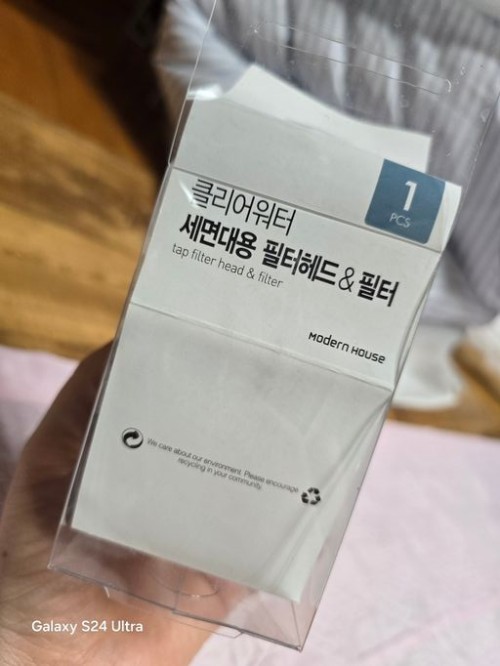 1
PCS
클리어워터
세면대용 필터헤드 & 필터
tap filter head & filter
MODERN HOUSE
We care about our environment. Please encourage
recycling in your community.
Galaxy S24 Ultra